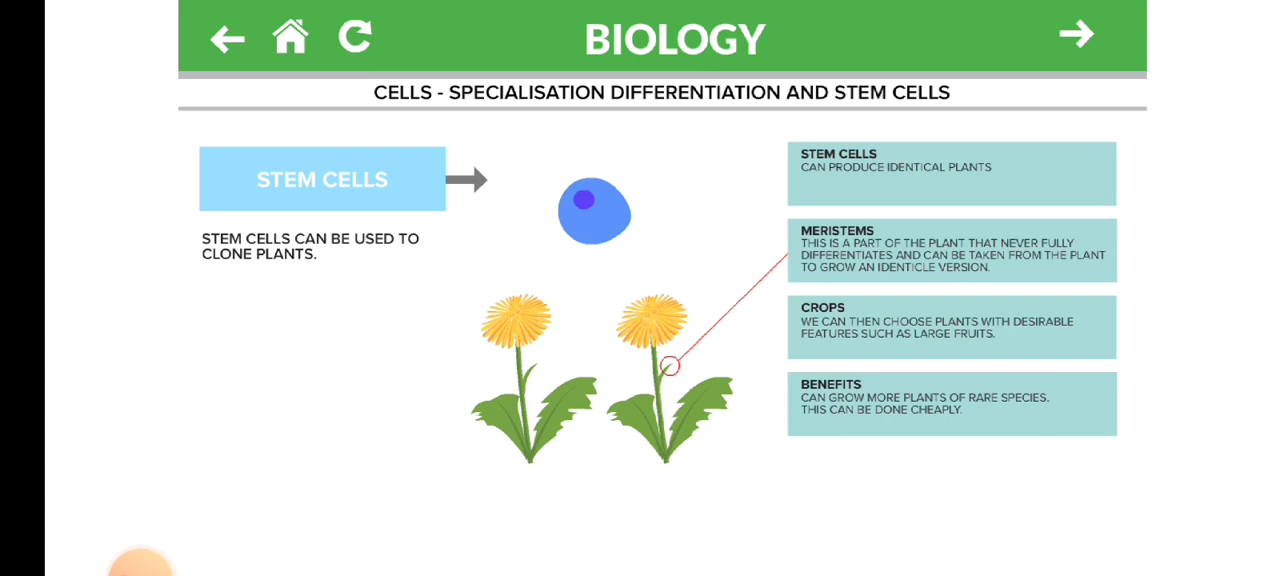 BIOLOGY
CELLS - SPECIALISATION DIFFERENTIATION AND STEM CELLS
STEM CELLS
STEM CELLS CAN BE USED TO
CLONE PLANTS.
STEM CELLS
CAN PRODUCE IDENTICAL PLANTS
MERISTEMS
THIS IS A PART OF THE PLANT THAT NEVER FULLY
DIFFERENTIATES AND CAN BE TAKEN FROM THE PLANT
TO GROW AN IDENTICLE VERSION.
CROPS
WE CAN THEN CHOOSE PLANTS WITH DESIRABLE
FEATURES SUCH AS LARGE FRUITS.
BENEFITS
CAN GROW MORE PLANTS OF RARE SPECIES.
THIS CAN BE DONE CHEAPLY.